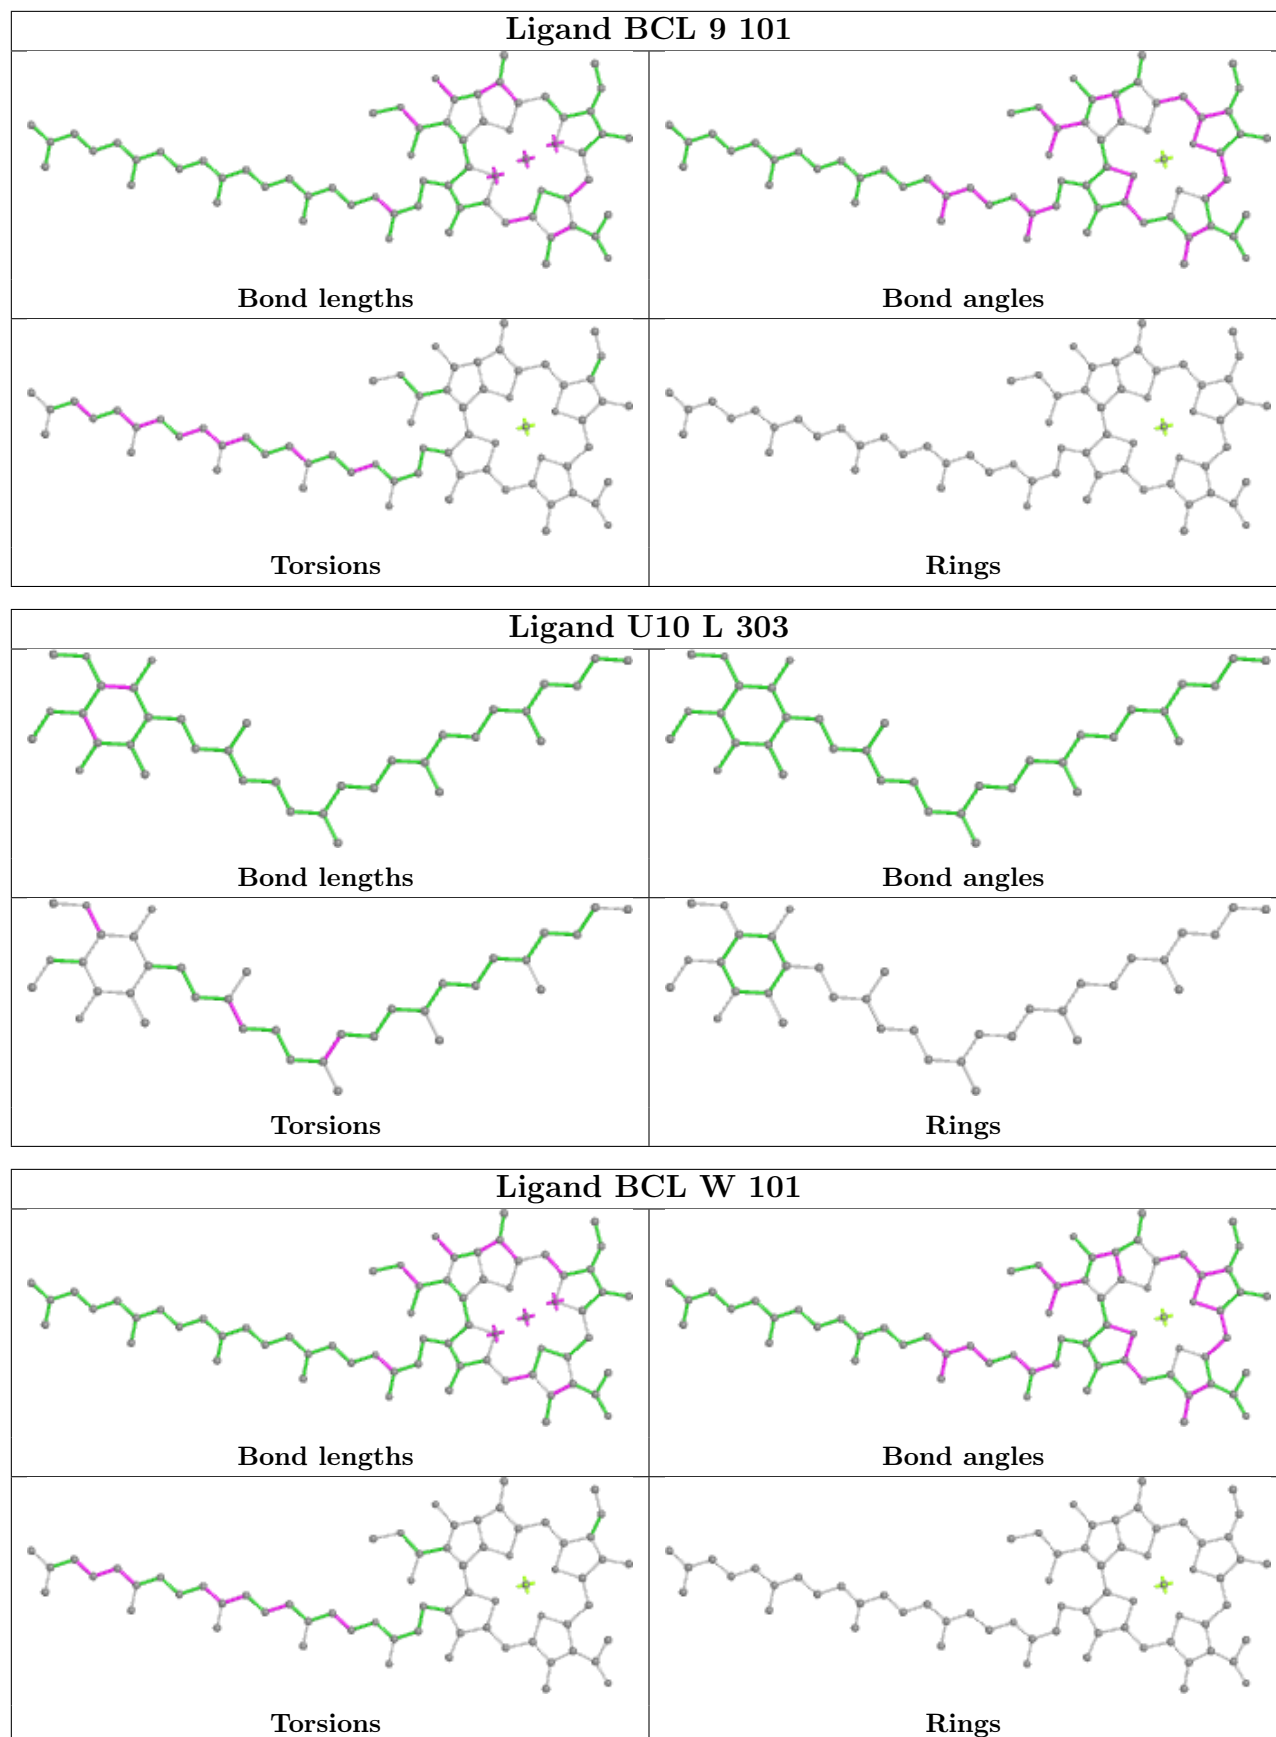 Ligand BCL 9 101
Bond lengths
Bond angles
Torsions
Rings
Ligand U10 L 303
Bond lengths
Bond angles
Torsions
Rings
Ligand BCL W 101
Bond lengths
Bond angles
Torsions
Rings